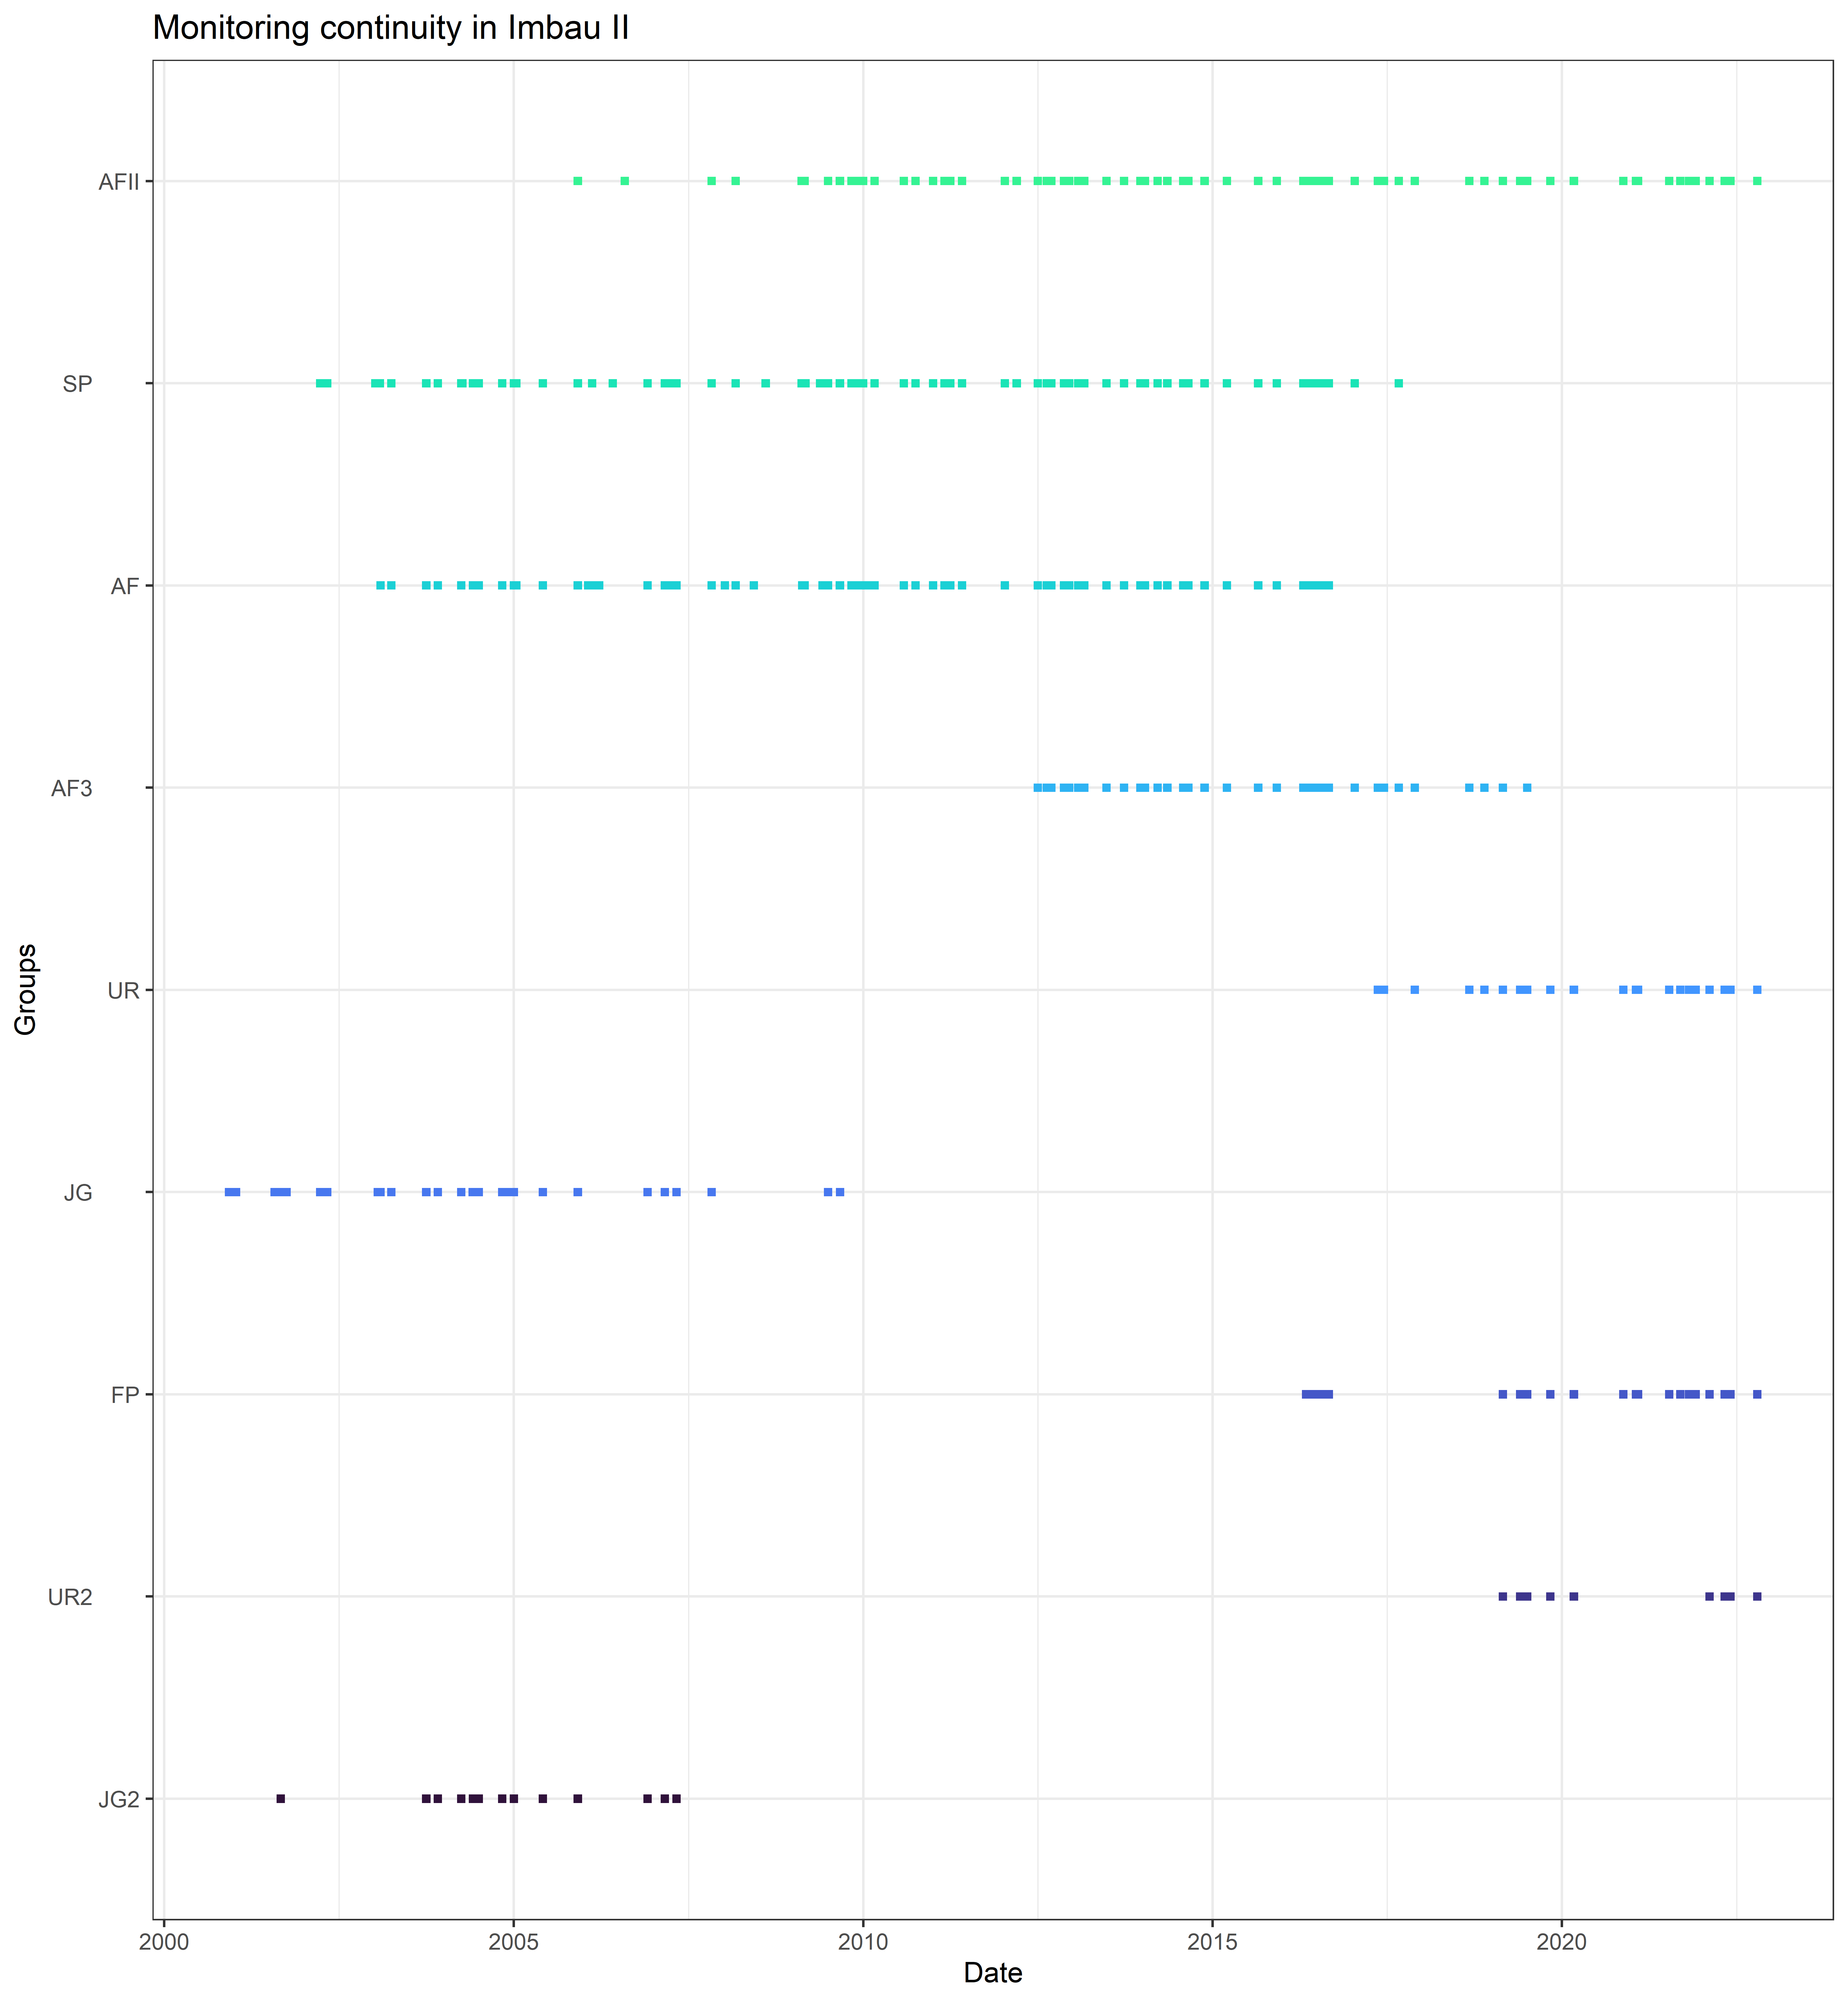 Monitoring continuity in Imbau II
Groups
AFII
SP
AF
AF3
UR
JG
FP
UR2
JG2
2000 2005 2010 2015 2020
Date